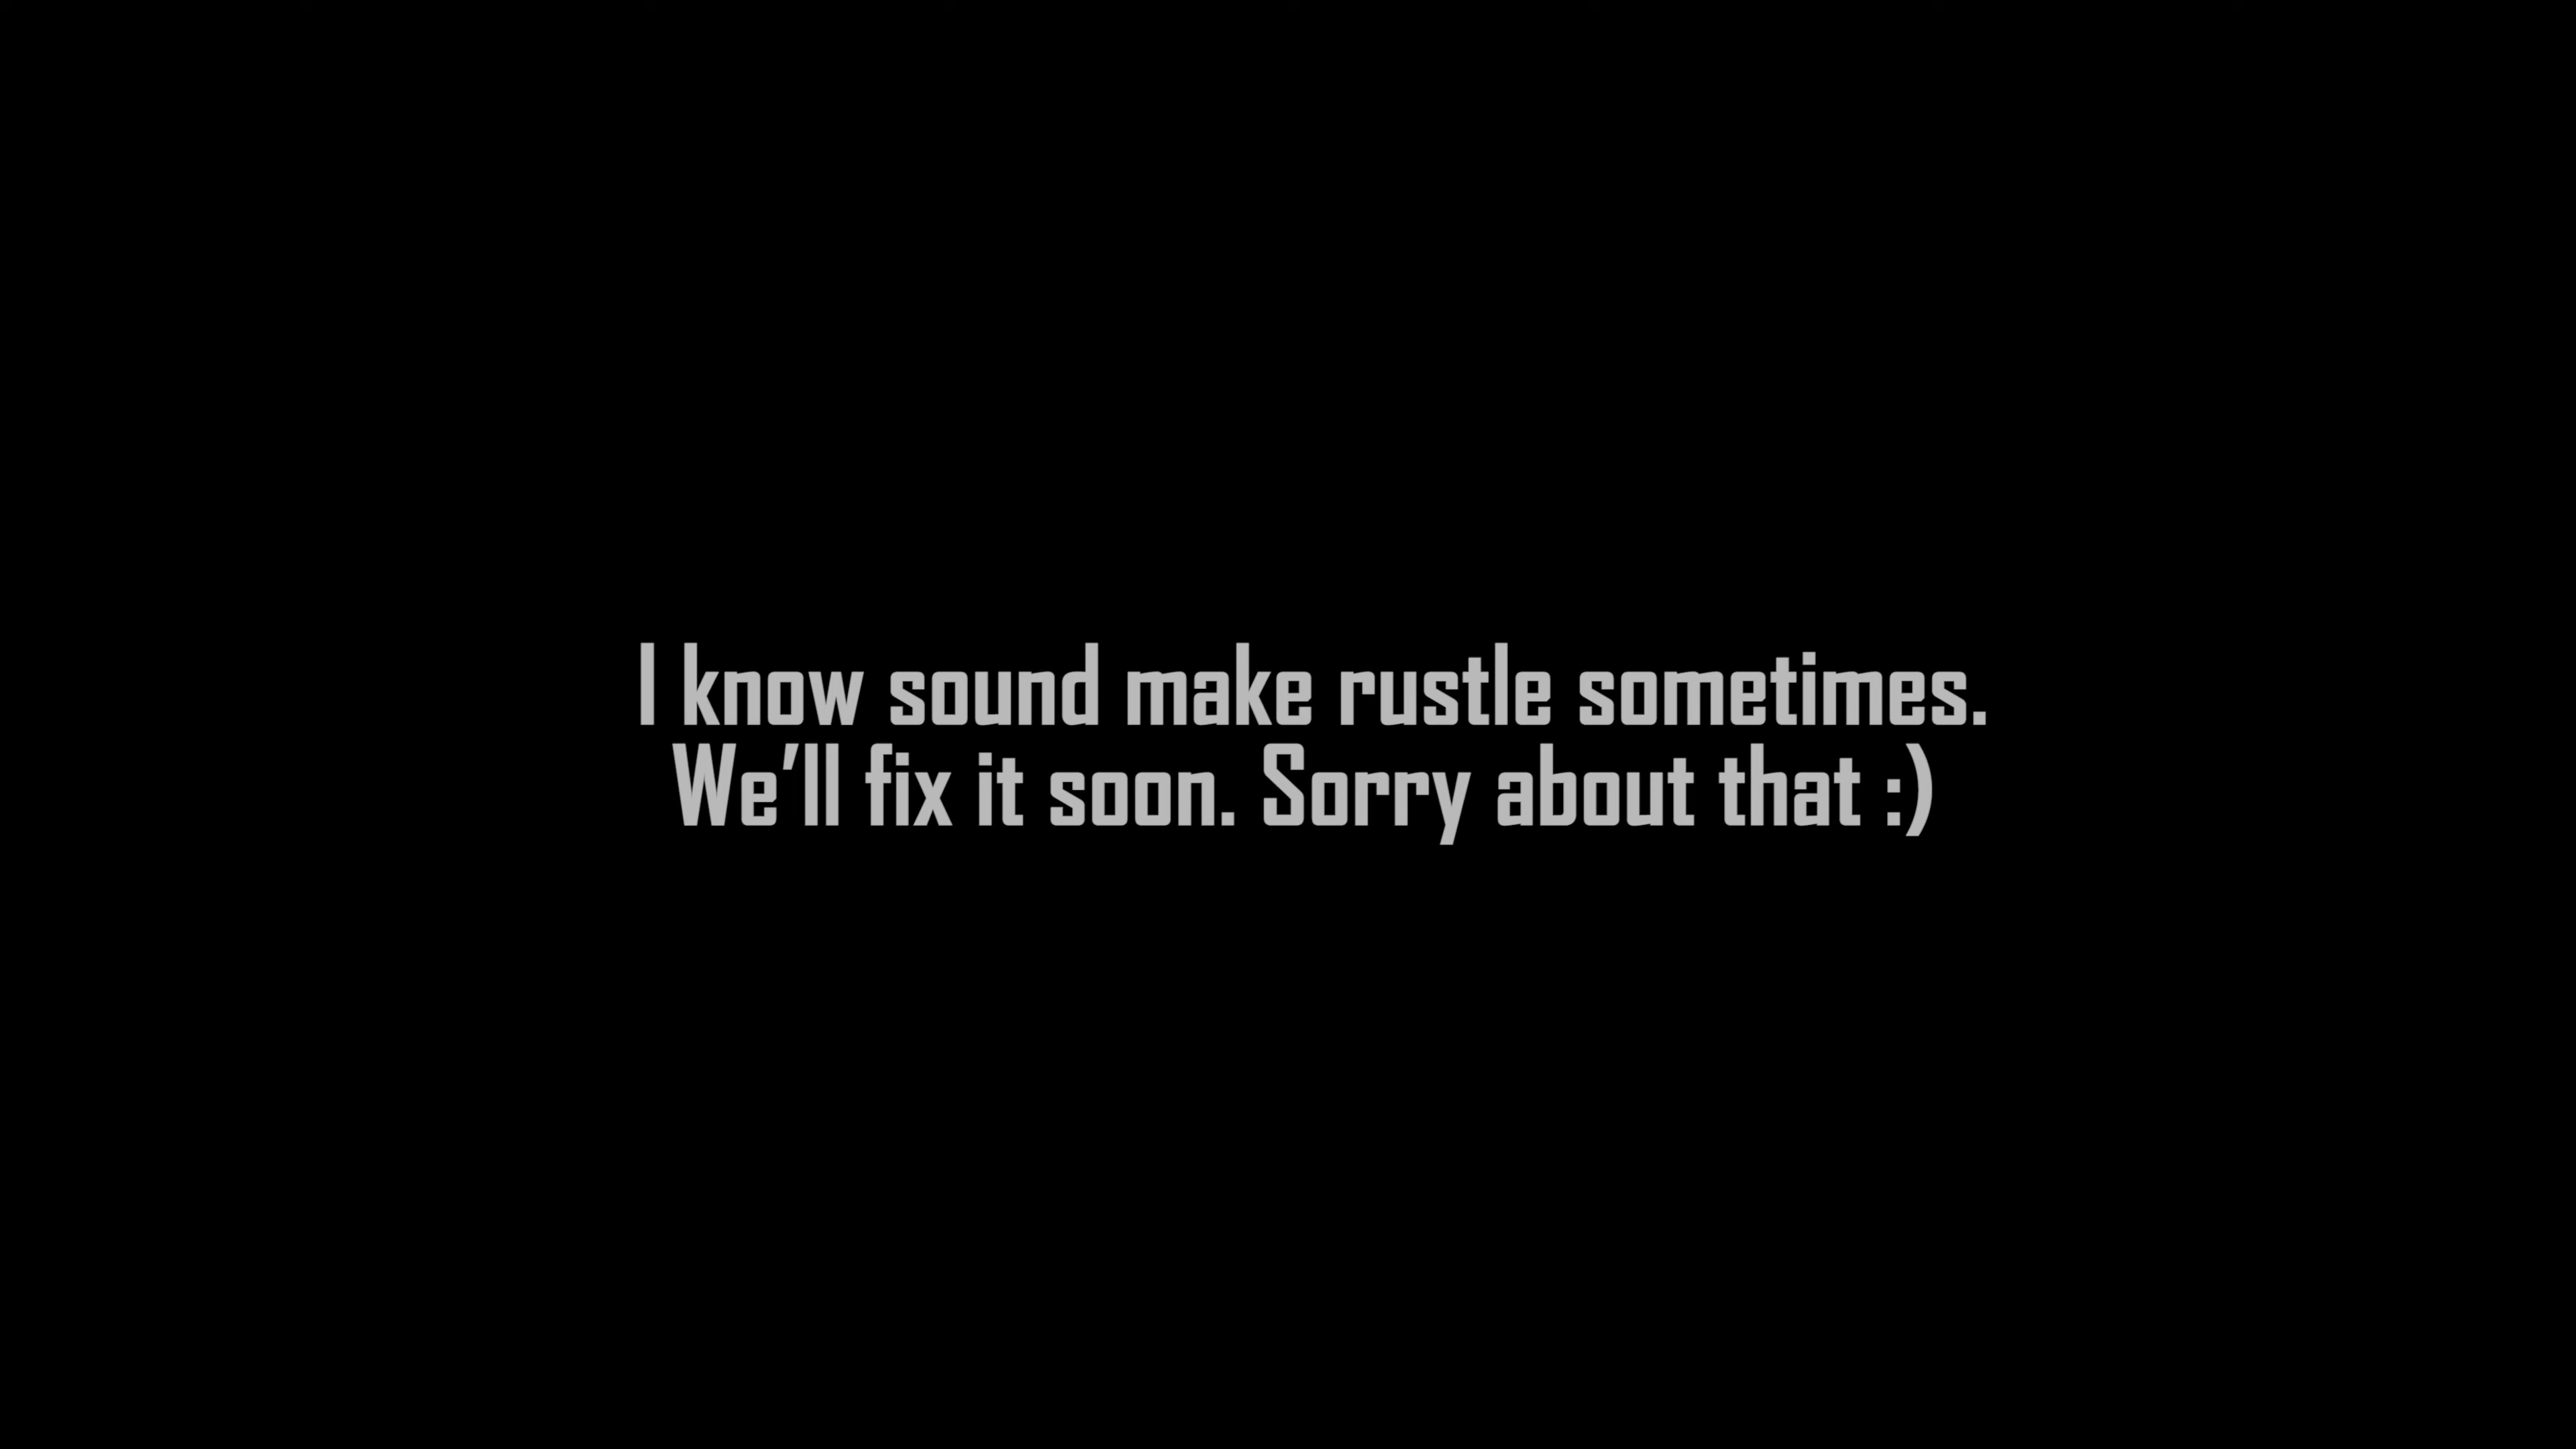 I know sound make rustle sometimes.
We’ll fix it soon. Sorry about that :)